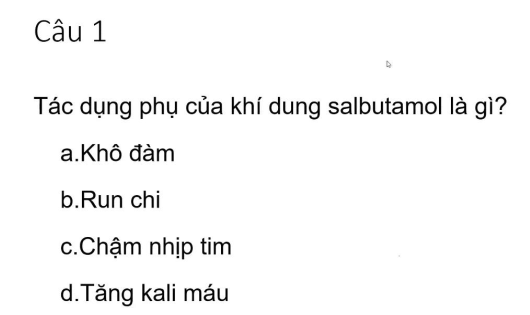 Câu 1
Tác dụng phụ của khí dung salbutamol là gì?
a.Khô đàm
b.Run chi
c.Chậm nhịp tim
d.Tăng kali máu